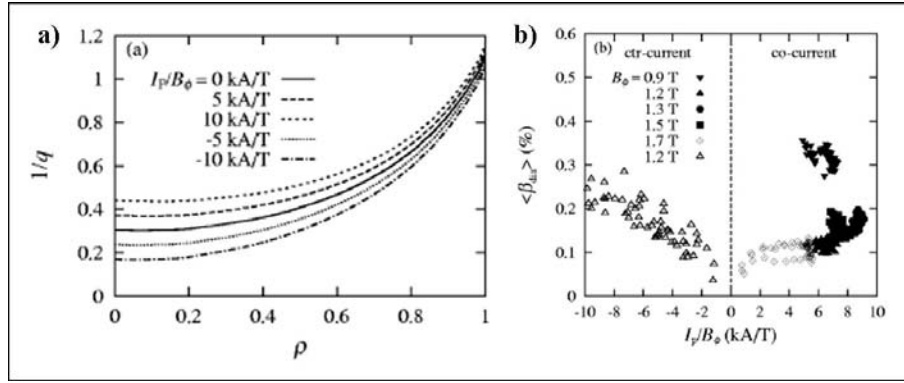 a)
(a)
1.2
1
0.8
0.6
0.4
0.2
0
1/q
I_P/B_ϕ = 0 kA/T
5 kA/T
10 kA/T
-5 kA/T
-10 kA/T
0 0.2 0.4 0.6 0.8 1
ρ
b)
(b) ctr-current co-current
0.6
0.5
0.4
0.3
0.2
0.1
0
<β_dia> (%)
B_ϕ = 0.9 T
1.2 T
1.3 T
1.5 T
1.7 T
1.2 T
-10 -8 -6 -4 -2 0 2 4 6 8 10
I_P/B_ϕ (kA/T)